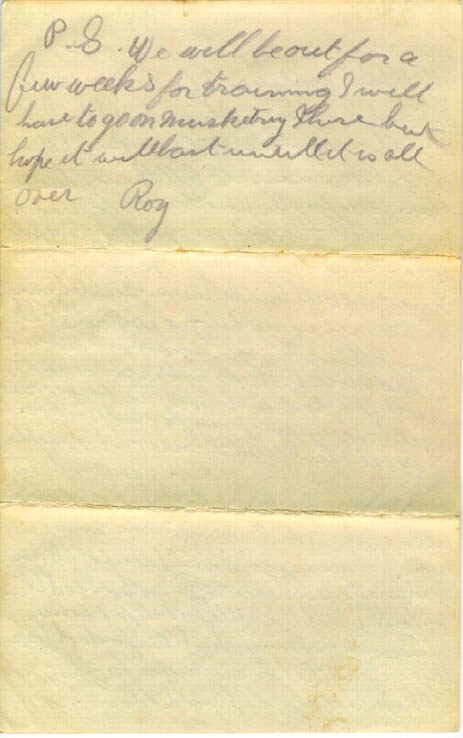 P.S. We will be out for a
few weeks for training I will
have to go on musketry there but
hope it will last untill it is all
over Roy